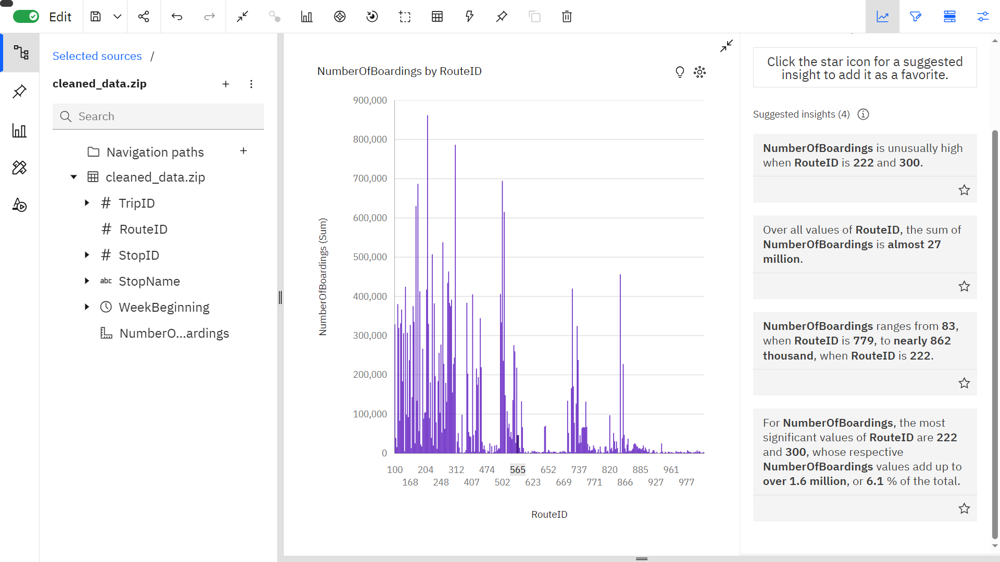 Edit
Selected sources /
cleaned_data.zip
Search
Navigation paths
cleaned_data.zip
TripID
RouteID
StopID
abc StopName
WeekBeginning
NumberO...ardings
NumberOfBoardings by RouteID
NumberOfBoardings (Sum)
900,000
800,000
700,000
600,000
500,000
400,000
300,000
200,000
100,000
0
100 204 312 474 565 652 737 820 885 961
168 248 407 502 623 669 771 866 927 977
RouteID
Click the star icon for a suggested
insight to add it as a favorite.
Suggested insights (4)
NumberOfBoardings is unusually high
when RouteID is 222 and 300.
Over all values of RouteID, the sum of
NumberOfBoardings is almost 27
million.
NumberOfBoardings ranges from 83,
when RouteID is 779, to nearly 862
thousand, when RouteID is 222.
For NumberOfBoardings, the most
significant values of RouteID are 222
and 300, whose respective
NumberOfBoardings values add up to
over 1.6 million, or 6.1 % of the total.